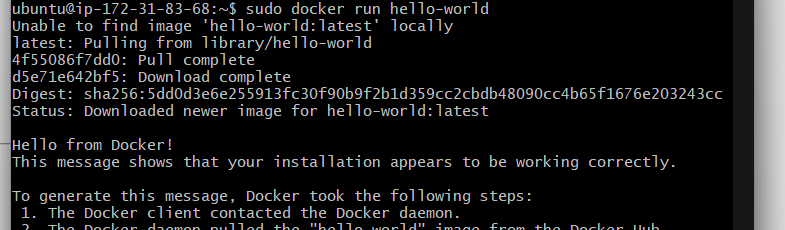 ubuntu@ip-172-31-83-68:~$ sudo docker run hello-world
Unable to find image 'hello-world:latest' locally
latest: Pulling from library/hello-world
4f55086f7dd0: Pull complete
d5e71e642bf5: Download complete
Digest: sha256:5dd0d3e6e255913fc30f90b9f2b1d359cc2cbdb48090cc4b65f1676e203243cc
Status: Downloaded newer image for hello-world:latest
Hello from Docker!
This message shows that your installation appears to be working correctly.
To generate this message, Docker took the following steps:
1. The Docker client contacted the Docker daemon.
2. The Docker daemon pulled the "hello-world" image from the Docker Hub.